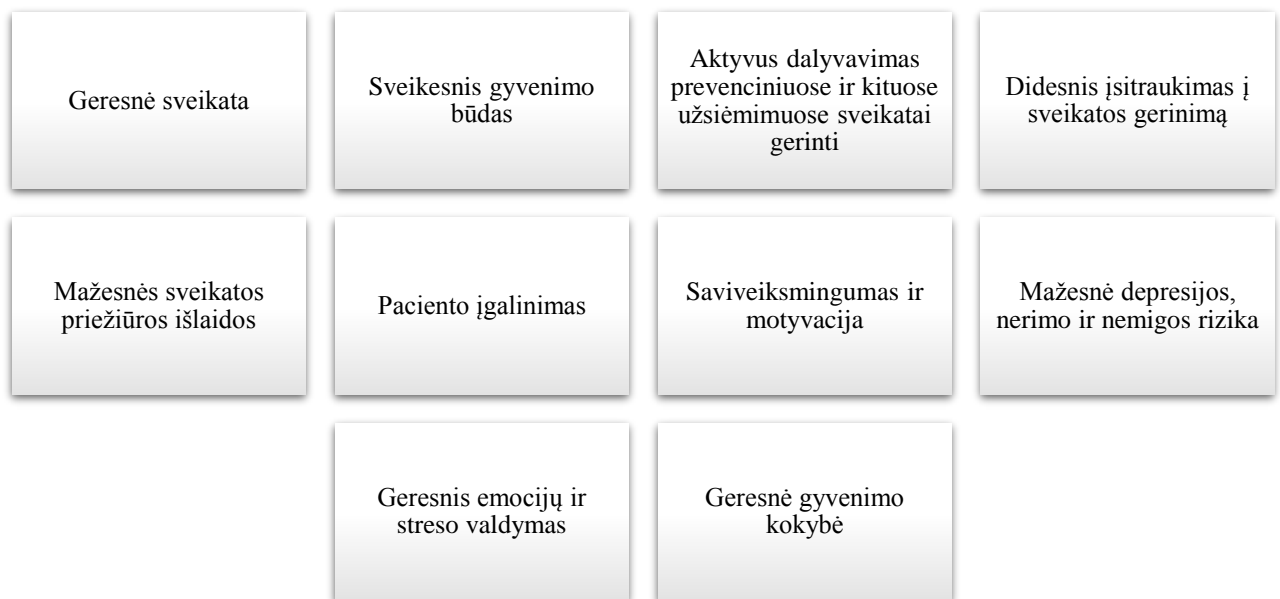 Geresnė sveikata
Sveikesnis gyvenimo
būdas
Aktyvus dalyvavimas
prevenciniuose ir kituose
užsiėmimuose sveikatai
gerinti
Didesnis įsitraukimas į
sveikatos gerinimą
Mažesnės sveikatos
priežiūros išlaidos
Paciento įgalinimas
Saviveiksmingumas ir
motyvacija
Mažesnė depresijos,
nerimo ir nemigos rizika
Geresnis emocijų ir
streso valdymas
Geresnė gyvenimo
kokybė